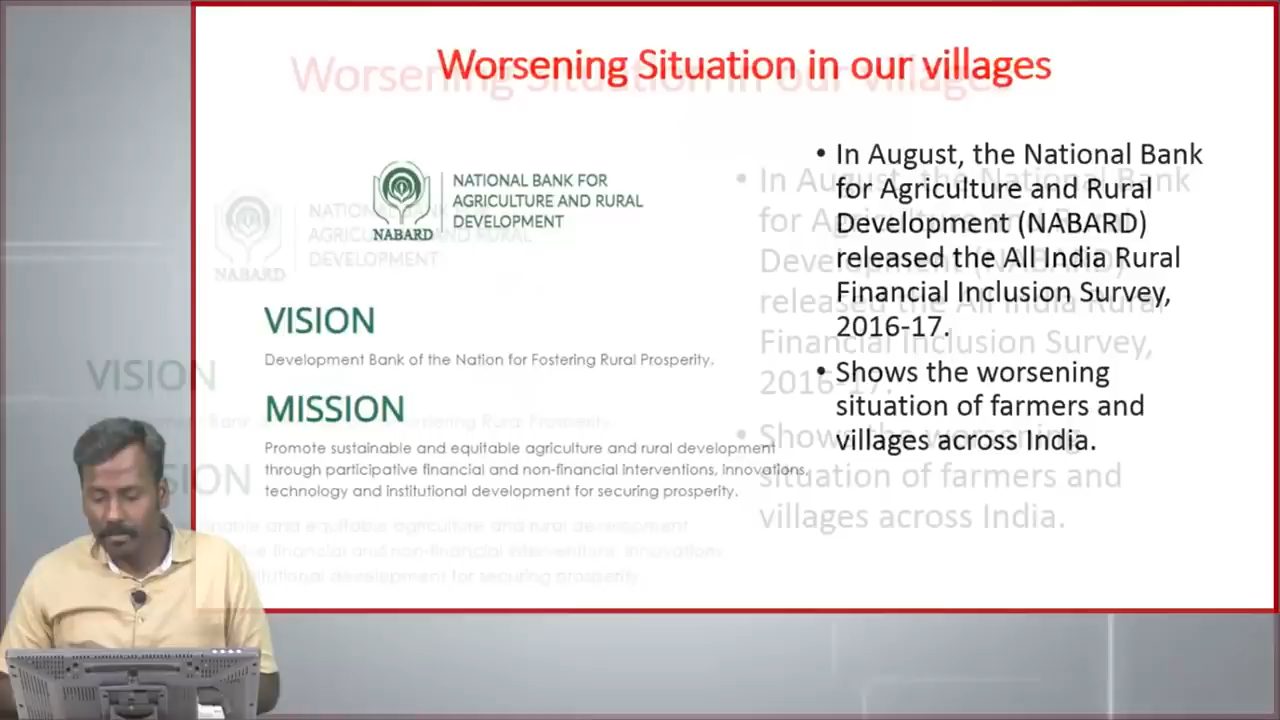 Worsening Situation in our villages
NABARD
NATIONAL BANK FOR
AGRICULTURE AND RURAL
DEVELOPMENT
VISION
Development Bank of the Nation for Fostering Rural Prosperity.
MISSION
Promote sustainable and equitable agriculture and rural development
through participative financial and non-financial interventions, innovations,
technology and institutional development for securing prosperity.
• In August, the National Bank
for Agriculture and Rural
Development (NABARD)
released the All India Rural
Financial Inclusion Survey,
2016-17.
• Shows the worsening
situation of farmers and
villages across India.